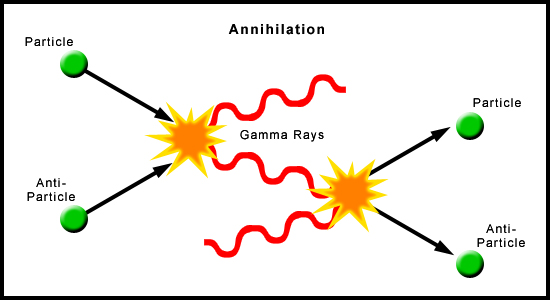 Annihilation
Particle
Gamma Rays
Anti-
Particle
Particle
Anti-
Particle